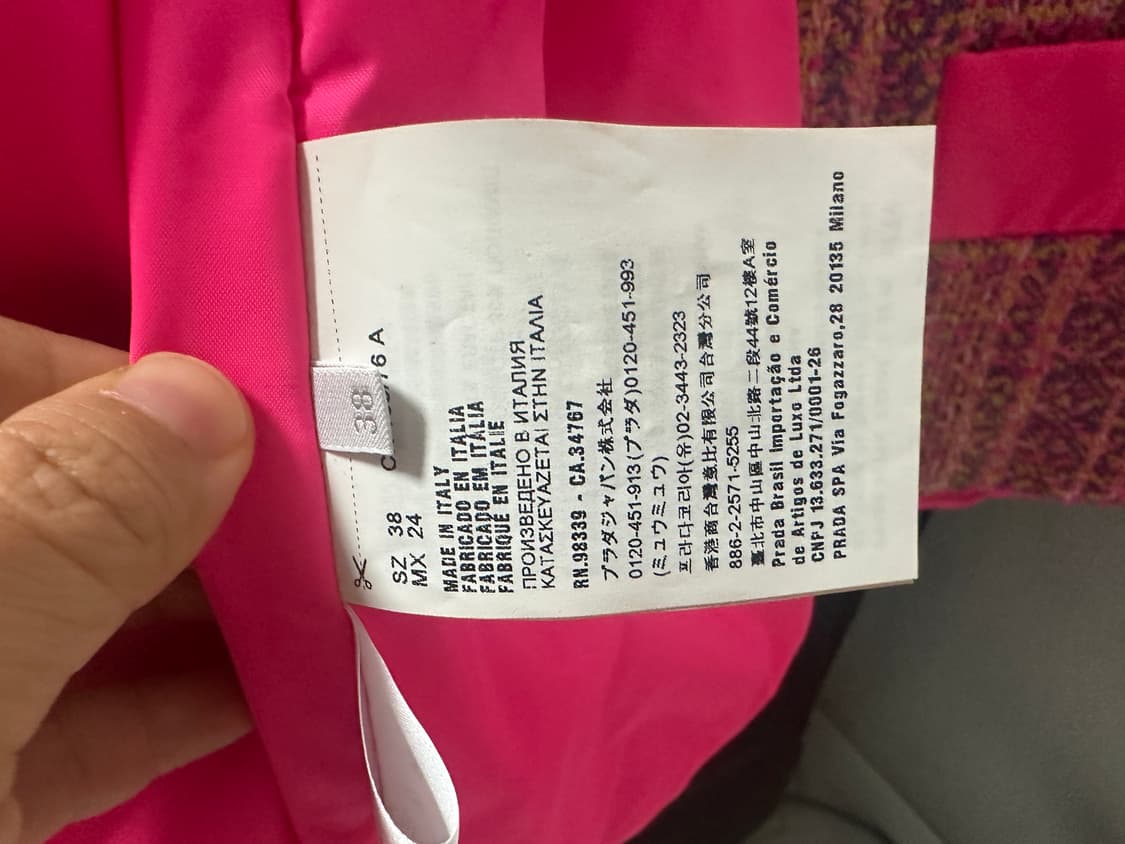 38
6 A
SZ 38
MX 24
MADE IN ITALY
FABRICADO EN ITALIA
FABRICADO EM ITÁLIA
FABRIQUÉ EN ITALIE
ПРОИЗВЕДЕНО В ИТАЛИЯ
ΚΑΤΑΣΚΕΥΑΖΕΤΑΙ ΣΤΗΝ ΙΤΑΛΙΑ
RN.98339 - CA.34767
プラダジャパン株式会社
0120-451-913(プラダ)0120-451-993
(ミュウミュウ)
프라다코리아(유)02-3443-2323
香港商台灣普比有限公司台灣分公司
886-2-2571-5255
臺北市中山區中山北路二段44號12樓A室
Prada Brasil Importação e Comércio
de Artigos de Luxo Ltda
CNPJ 13.633.271/0001-26
PRADA SPA Via Fogazzaro,28 20135 Milano